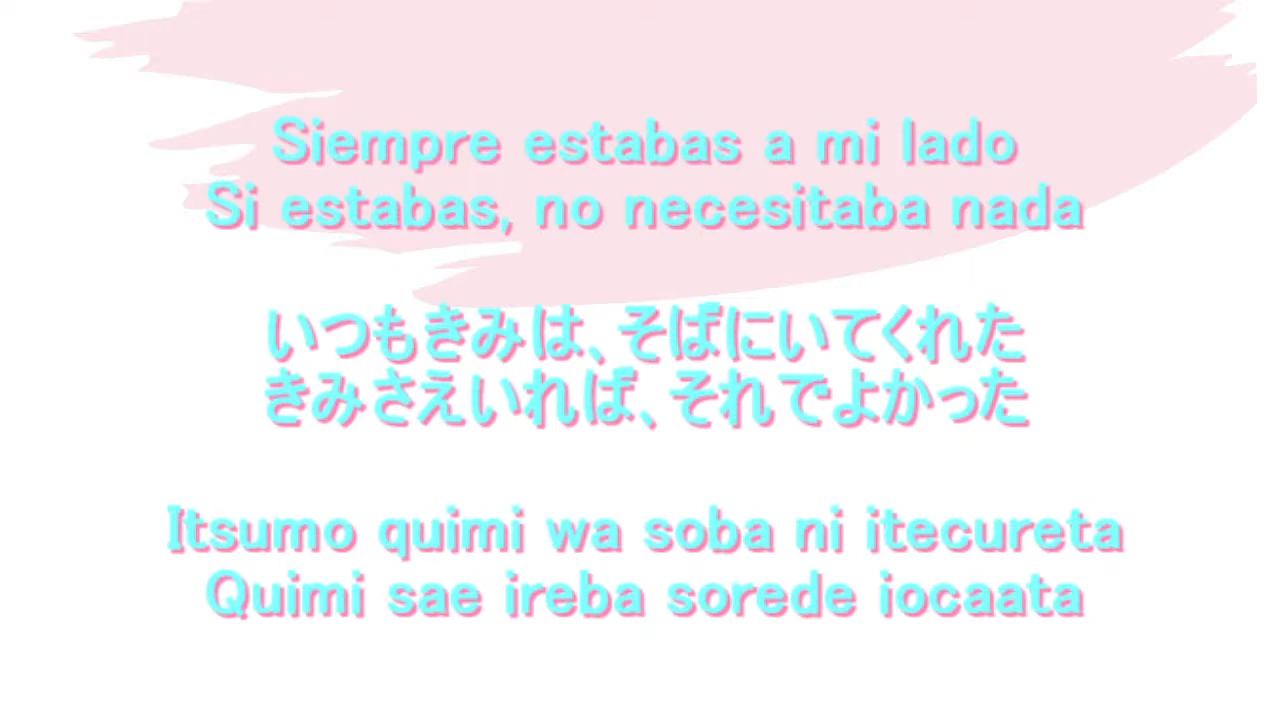 Siempre estabas a mi lado
Si estabas, no necesitaba nada
いつもきみは、そばにいてくれた
きみさえいれば、それでよかった
Itsumo quimi wa soba ni itecureta
Quimi sae ireba sorede iocaata